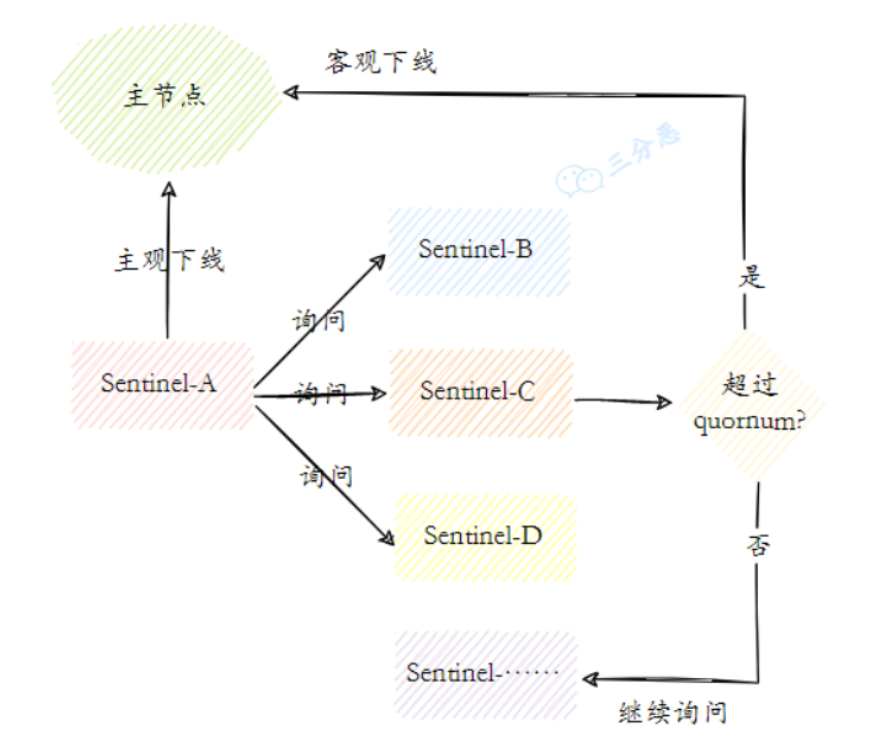 客观下线
主节点
三分恶
Sentinel-B
主观下线
是
询问
Sentinel-A
询问
Sentinel-C
超过
quornum?
询问
Sentinel-D
否
Sentinel-······
继续询问